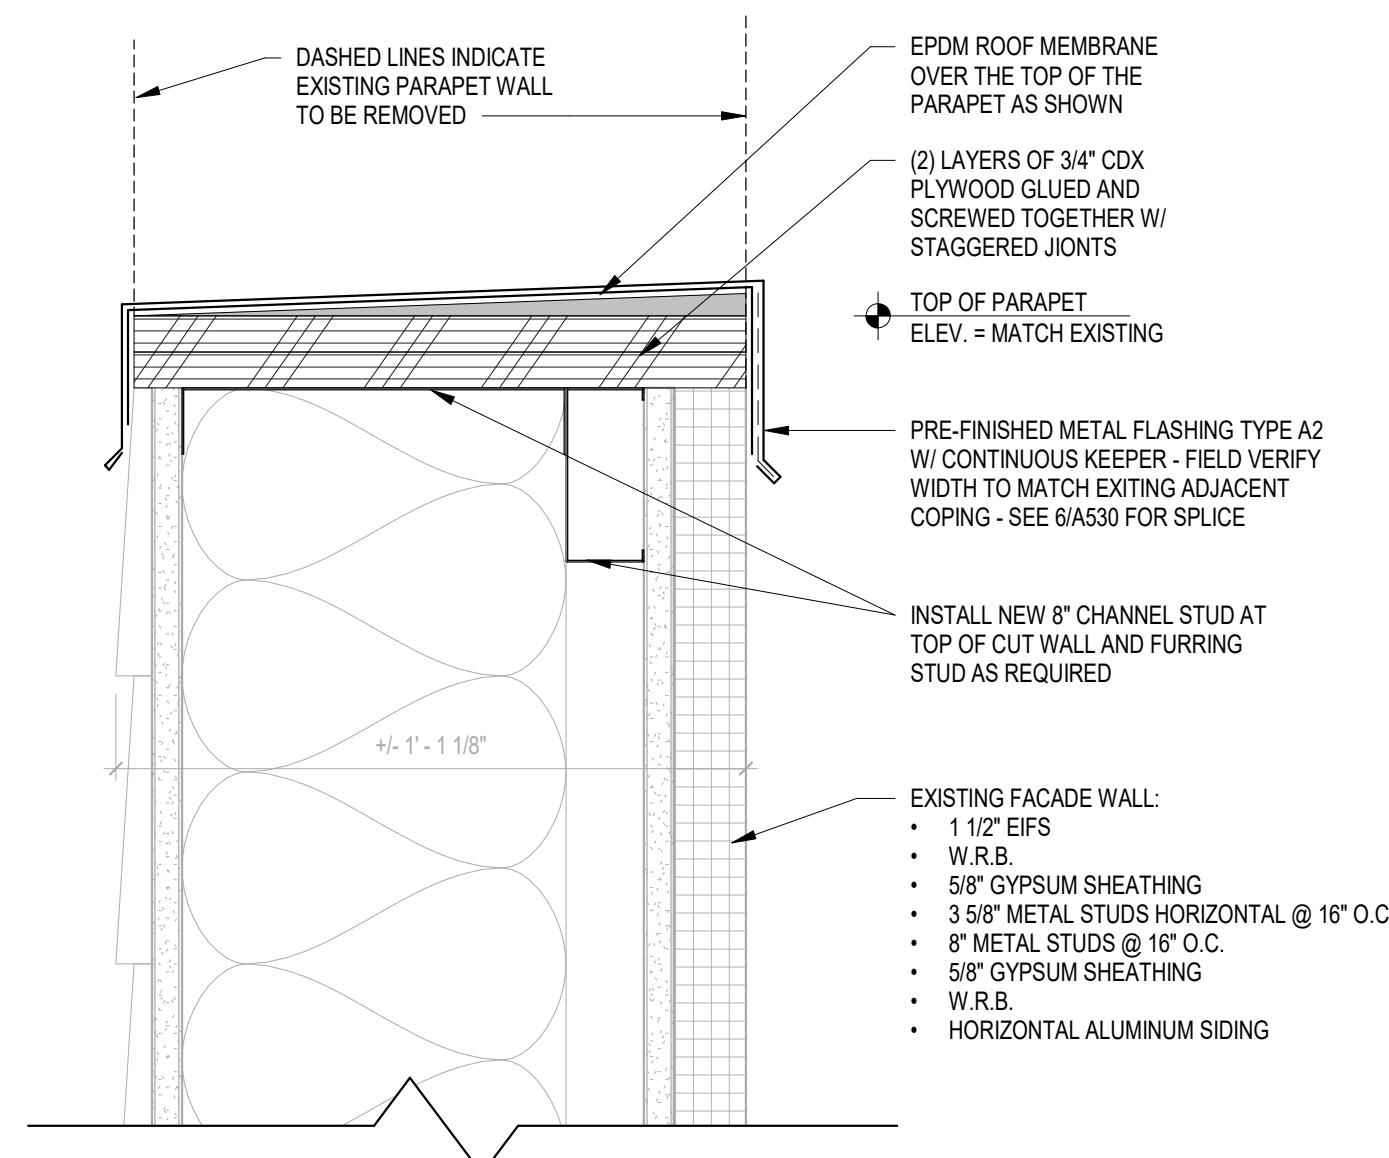 DASHED LINES INDICATE
EXISTING PARAPET WALL
TO BE REMOVED
EPDM ROOF MEMBRANE
OVER THE TOP OF THE
PARAPET AS SHOWN
(2) LAYERS OF 3/4" CDX
PLYWOOD GLUED AND
SCREWED TOGETHER W/
STAGGERED JIONTS
TOP OF PARAPET
ELEV. = MATCH EXISTING
PRE-FINISHED METAL FLASHING TYPE A2
W/ CONTINUOUS KEEPER - FIELD VERIFY
WIDTH TO MATCH EXITING ADJACENT
COPING - SEE 6/A530 FOR SPLICE
INSTALL NEW 8" CHANNEL STUD AT
TOP OF CUT WALL AND FURRING
STUD AS REQUIRED
+/- 1' - 1 1/8"
EXISTING FACADE WALL:
• 1 1/2" EIFS
• W.R.B.
• 5/8" GYPSUM SHEATHING
• 3 5/8" METAL STUDS HORIZONTAL @ 16" O.C
• 8" METAL STUDS @ 16" O.C.
• 5/8" GYPSUM SHEATHING
• W.R.B.
• HORIZONTAL ALUMINUM SIDING